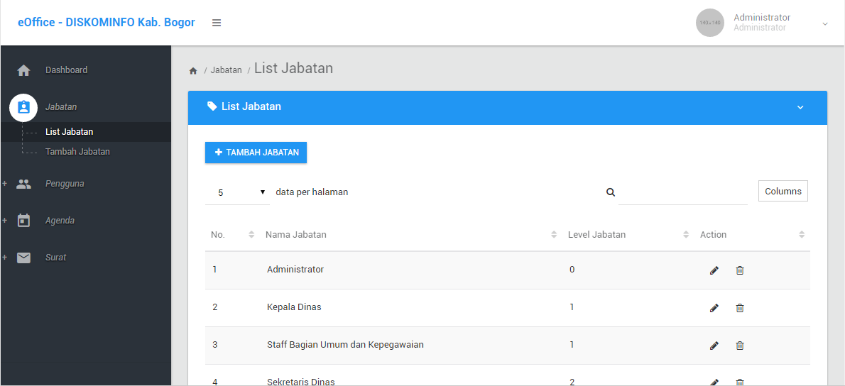 eOffice - DISKOMINFO Kab. Bogor
Administrator
Administrator
Dashboard
Jabatan
List Jabatan
Tambah Jabatan
Pengguna
Agenda
Surat
/ Jabatan / List Jabatan
List Jabatan
+ TAMBAH JABATAN
5 data per halaman
Columns
No. Nama Jabatan Level Jabatan Action
1 Administrator 0
2 Kepala Dinas 1
3 Staff Bagian Umum dan Kepegawaian 1
4 Sekretaris Dinas 2